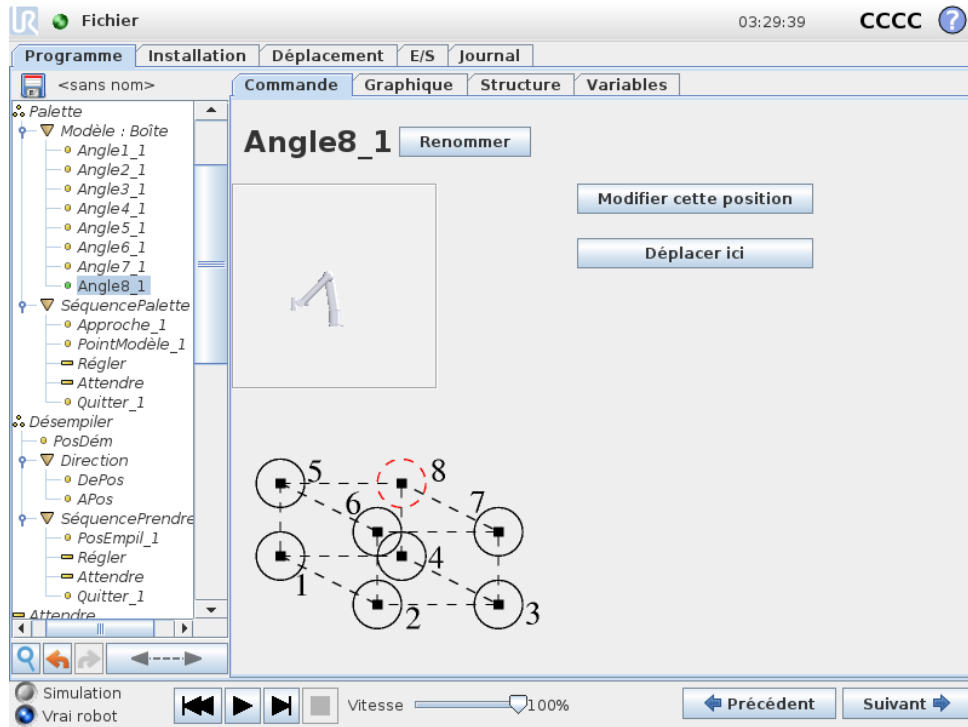 UR Fichier 03:29:39 CCCC ?
Programme Installation Déplacement E/S Journal
<sans nom> Commande Graphique Structure Variables
Palette
Modèle : Boîte
Angle1_1
Angle2_1
Angle3_1
Angle4_1
Angle5_1
Angle6_1
Angle7_1
Angle8_1
SéquencePalette
Approche_1
PointModèle_1
Régler
Attendre
Quitter_1
Désempiler
PosDém
Direction
DePos
APos
SéquencePrendre
PosEmpil_1
Régler
Attendre
Quitter_1
Attendre
Angle8_1 Renommer
Modifier cette position
Déplacer ici
5 8
6 7
4
1
2 3
Simulation
Vrai robot
Vitesse 100%
Précédent Suivant